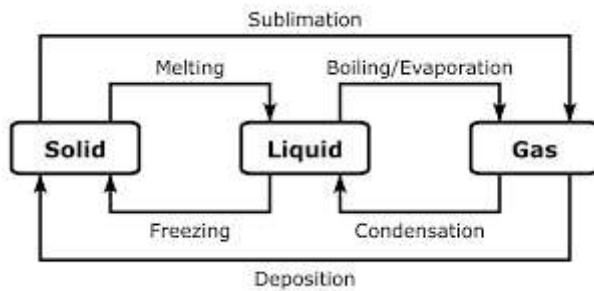 Sublimation
Melting
Boiling/Evaporation
Solid
Liquid
Gas
Freezing
Condensation
Deposition